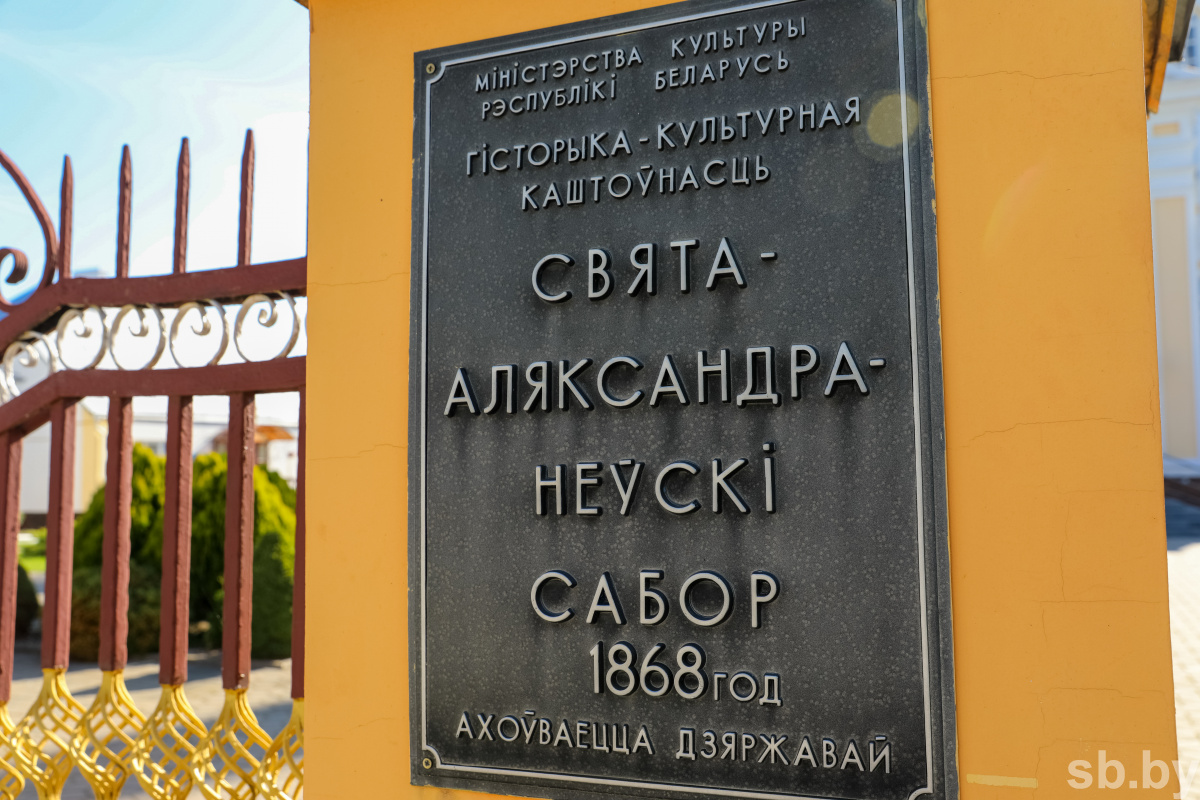 МІНІСТЭРСТВА КУЛЬТУРЫ
РЭСПУБЛІКІ БЕЛАРУСЬ
ГІСТОРЫКА-КУЛЬТУРНАЯ
КАШТОЎНАСЦЬ
СВЯТА-
АЛЯКСАНДРА-
НЕЎСКІ
САБОР
1868 ГОД
АХОЎВАЕЦЦА ДЗЯРЖАВАЙ
sb.by